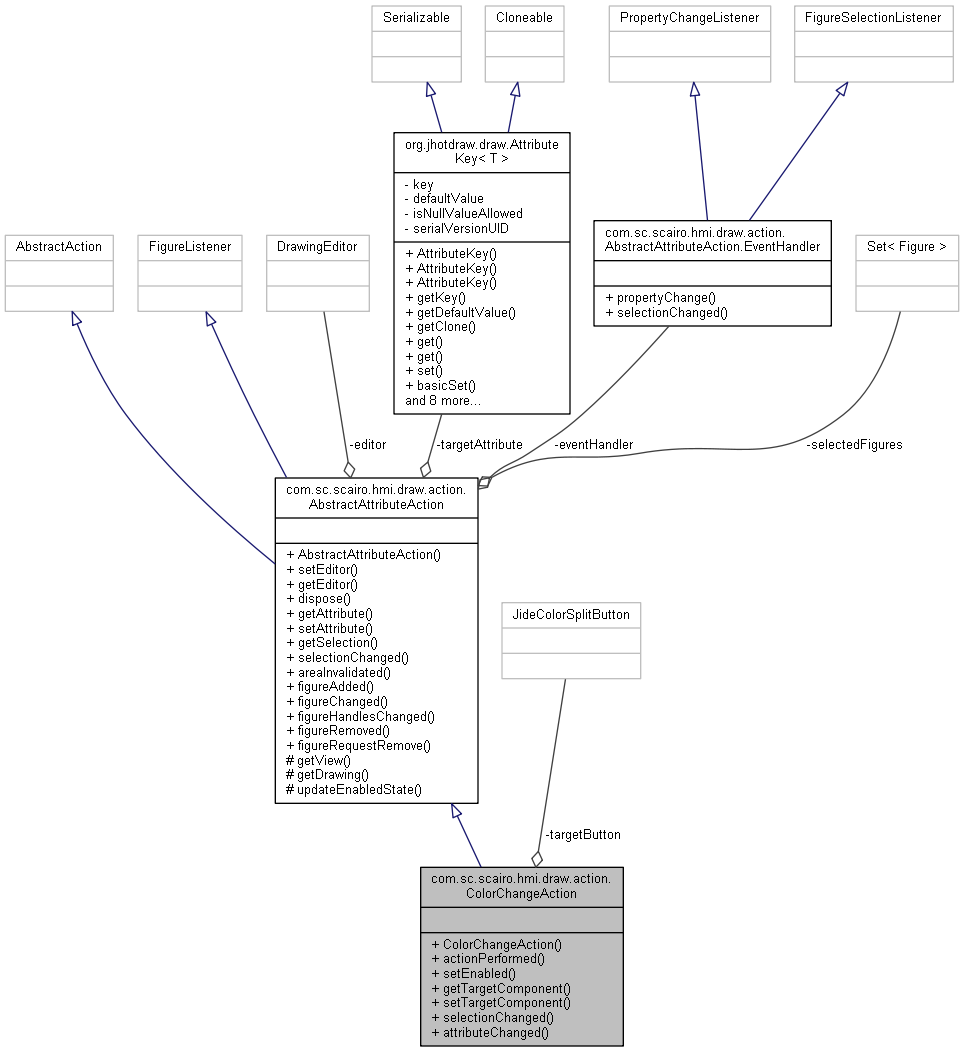 Serializable
Cloneable
PropertyChangeListener
FigureSelectionListener
org.jhotdraw.draw.Attribute
Key< T >
- key
- defaultValue
- isNullValueAllowed
- serialVersionUID
+ AttributeKey()
+ AttributeKey()
+ AttributeKey()
+ getKey()
+ getDefaultValue()
+ getClone()
+ get()
+ get()
+ set()
+ basicSet()
and 8 more...
com.sc.scairo.hmi.draw.action.
AbstractAttributeAction.EventHandler
+ propertyChange()
+ selectionChanged()
AbstractAction
FigureListener
DrawingEditor
Set< Figure >
-editor
-targetAttribute
-eventHandler
-selectedFigures
com.sc.scairo.hmi.draw.action.
AbstractAttributeAction
+ AbstractAttributeAction()
+ setEditor()
+ getEditor()
+ dispose()
+ getAttribute()
+ setAttribute()
+ getSelection()
+ selectionChanged()
+ areaInvalidated()
+ figureAdded()
+ figureChanged()
+ figureHandlesChanged()
+ figureRemoved()
+ figureRequestRemove()
# getView()
# getDrawing()
# updateEnabledState()
JideColorSplitButton
-targetButton
com.sc.scairo.hmi.draw.action.
ColorChangeAction
+ ColorChangeAction()
+ actionPerformed()
+ setEnabled()
+ getTargetComponent()
+ setTargetComponent()
+ selectionChanged()
+ attributeChanged()